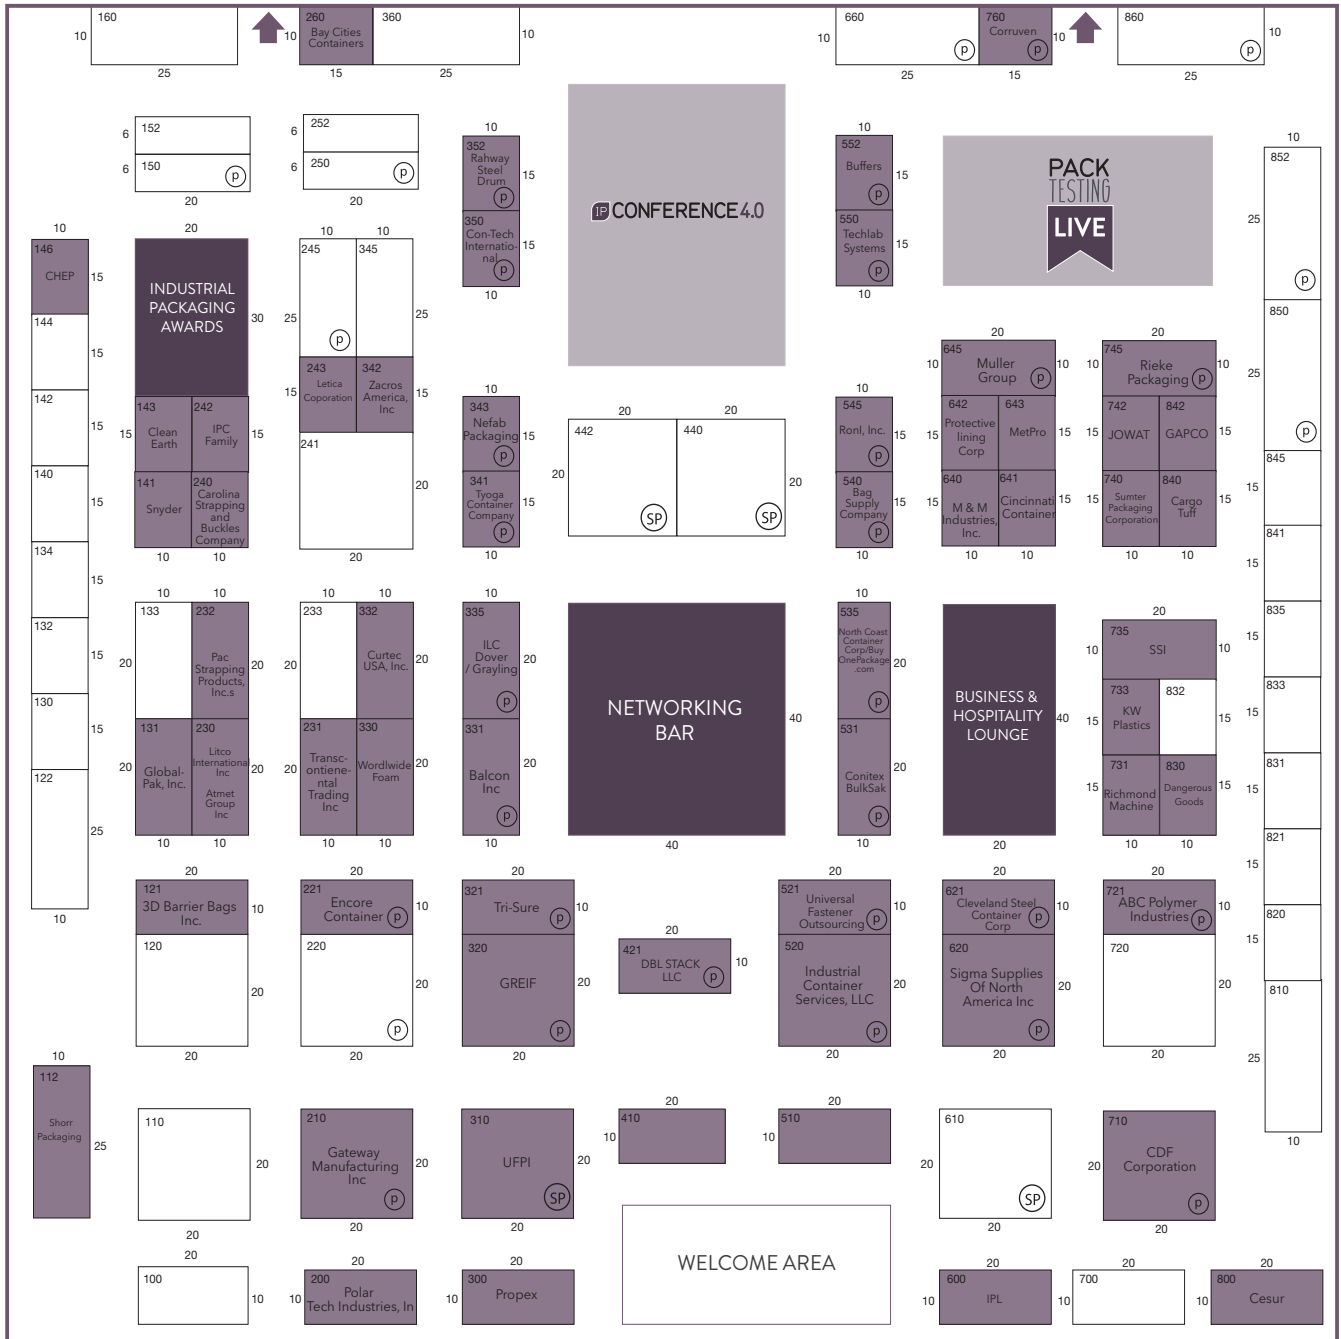 160
10
25
260
Bay Cities
Containers
10
15
360
10
25
660
p
10
25
760
Corruven
p
10
15
860
p
10
25
152
6
150
p
6
20
252
6
250
p
6
20
10
352
Rahway
Steel
Drum
p
15
350
Con-Tech
Internatio-
nal
p
15
10
IP CONFERENCE 4.0
10
552
Buffers
p
15
550
Techlab
Systems
p
15
10
PACK
TESTING
LIVE
10
852
25
p
850
25
p
845
15
841
15
835
15
833
15
831
15
821
15
820
15
810
25
10
10
146
CHEP
15
144
15
142
15
140
15
134
15
132
15
130
15
122
25
10
20
INDUSTRIAL
PACKAGING
AWARDS
30
143
Clean
Earth
15
242
IPC
Family
15
141
Snyder
240
Carolina
Strapping
and
Buckles
Company
10 10
10 10
245
25
p
345
25
243
Letica
Coporation
15
342
Zacros
America,
Inc
15
241
20
20
10
343
Nefab
Packaging
p
15
341
Tyoga
Container
Company
p
15
10
20 20
442
20
SP
440
20
SP
10
545
Ronl, Inc.
p
15
540
Bag
Supply
Company
p
15
10
20
645
10
Muller
Group
p
10
642
Protective
lining
Corp
15
643
MetPro
15
640
M & M
Industries,
Inc.
15
641
Cincinnati
Container
15
10 10
20
745
Rieke
Packaging
p
10
742
JOWAT
842
GAPCO
15
740
Sumter
Packaging
Corporation
840
Cargo
Tuff
15
10 10
10
133
20
232
Pac
Strapping
Products,
Inc.s
20
131
Global-
Pak, Inc.
20
230
Litco
International
Inc
Atmet
Group
Inc
20
10 10
10 10
233
20
332
Curtec
USA, Inc.
20
231
Transc-
ontiene-
ntal
Trading
Inc
20
330
Wordlwide
Foam
20
10 10
10
335
ILC
Dover
/ Grayling
p
20
331
Balcon
Inc
p
20
10
NETWORKING
BAR
40
40
10
535
North Coast
Container
Corp/Buy
OnePackage
.com
p
20
531
Conitex
BulkSak
p
20
10
BUSINESS &
HOSPITALITY
LOUNGE
40
20
20
735
10
SSI
10
733
KW
Plastics
15
832
15
731
Richmond
Machine
15
830
Dangerous
Goods
15
10 10
20
121
3D Barrier Bags
Inc.
10
120
20
20
20
221
Encore
Container
p
10
220
p
20
20
20
321
Tri-Sure
p
10
320
GREIF
p
20
20
20
421
DBL STACK
LLC
p
10
20
521
Universal
Fastener
Outsourcing
p
10
520
Industrial
Container
Services, LLC
p
20
20
20
621
Cleveland Steel
Container
Corp
p
10
620
Sigma Supplies
Of North
America Inc
p
20
20
20
721
ABC Polymer
Industries
p
10
720
20
20
10
112
Shorr
Packaging
25
110
20
20
210
Gateway
Manufacturing
Inc
p
20
20
310
UFPI
SP
20
20
20
410
10
20
510
10
610
20
SP
20
710
20
CDF
Corporation
p
20
WELCOME AREA
20
100
10
200
10
Polar
Tech Industries, In
20
300
10
Propex
20
600
10
IPL
20
700
10
20
800
10
Cesur
20